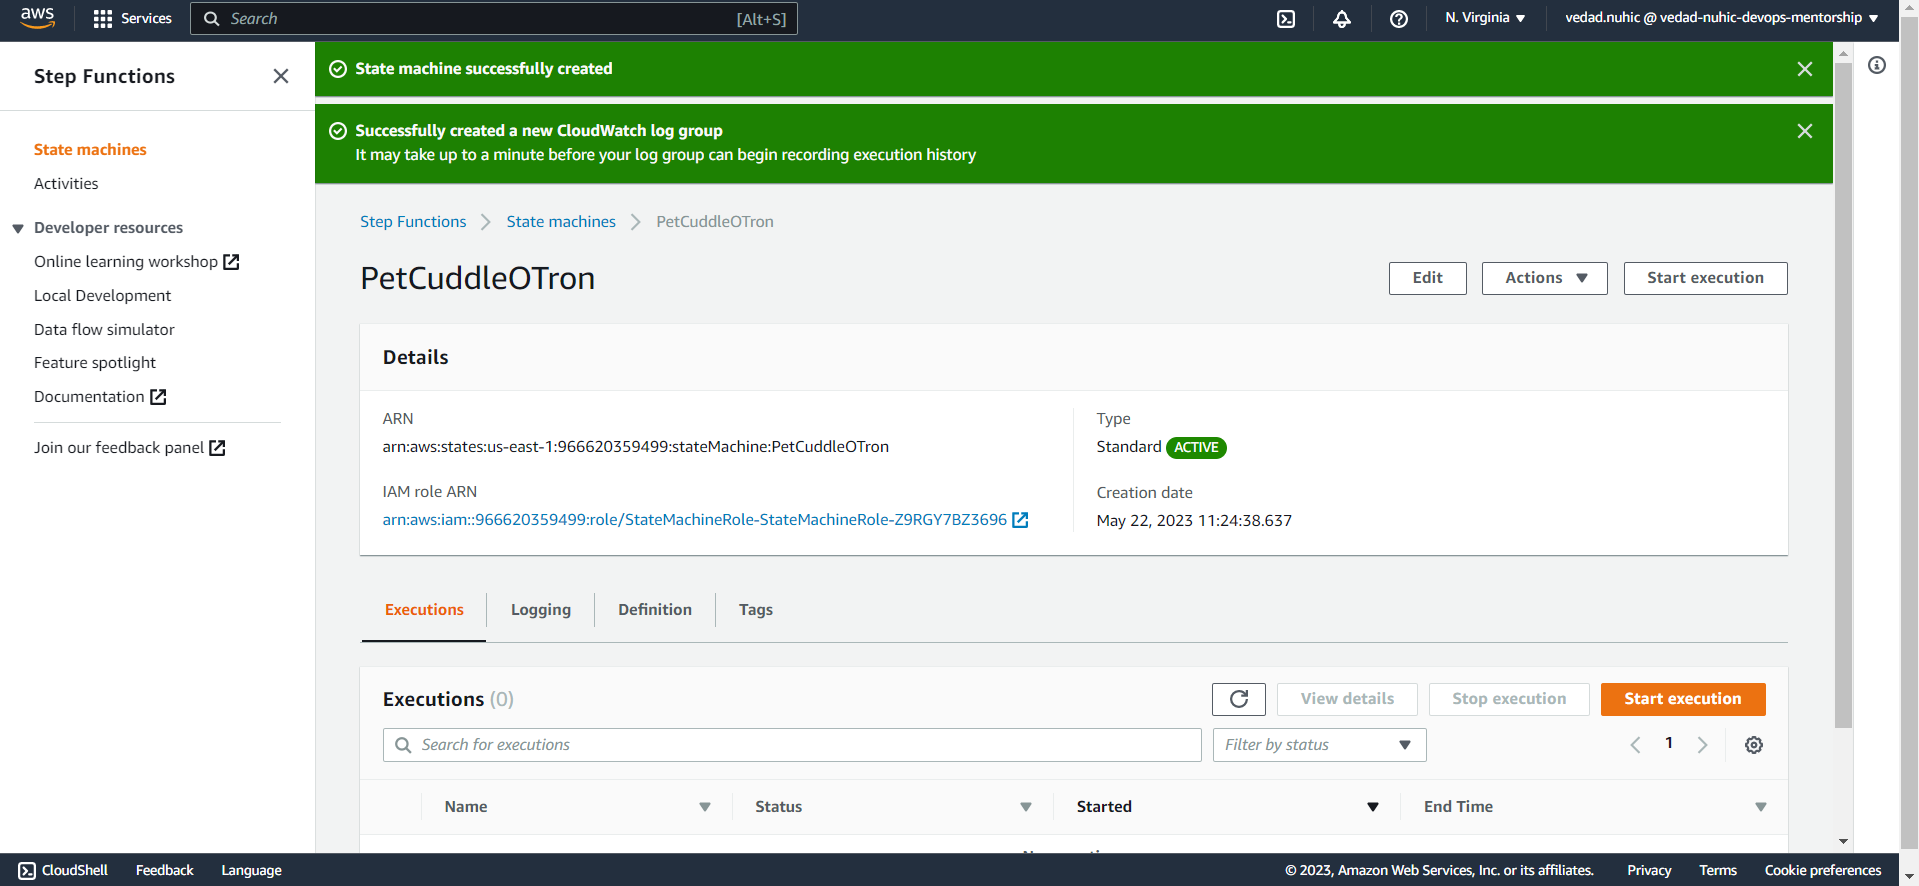 aws
Services
Search
[Alt+S]
N. Virginia
vedad.nuhic @ vedad-nuhic-devops-mentorship
Step Functions
State machines
Activities
Developer resources
Online learning workshop
Local Development
Data flow simulator
Feature spotlight
Documentation
Join our feedback panel
State machine successfully created
Successfully created a new CloudWatch log group
It may take up to a minute before your log group can begin recording execution history
Step Functions
State machines
PetCuddleOTron
PetCuddleOTron
Edit
Actions
Start execution
Details
ARN
arn:aws:states:us-east-1:966620359499:stateMachine:PetCuddleOTron
IAM role ARN
arn:aws:iam::966620359499:role/StateMachineRole-StateMachineRole-Z9RGY7BZ3696
Type
Standard ACTIVE
Creation date
May 22, 2023 11:24:38.637
Executions
Logging
Definition
Tags
Executions (0)
View details
Stop execution
Start execution
Search for executions
Filter by status
1
Name
Status
Started
End Time
CloudShell
Feedback
Language
© 2023, Amazon Web Services, Inc. or its affiliates.
Privacy
Terms
Cookie preferences